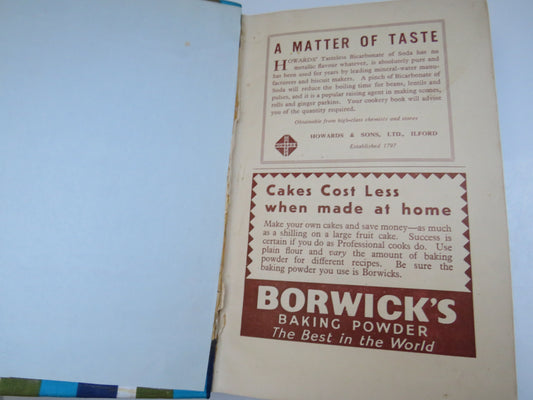 A MATTER OF TASTE
HOWARDS' Tasteless Bicarbonate of Soda has no
metallic flavour whatever, is absolutely pure and
has been used for years by leading mineral-water manu-
facturers and biscuit makers. A pinch of Bicarbonate of
Soda will reduce the boiling time for beans, lentils and
pulses, and it is a popular raising agent in making scones,
rolls and ginger parkins. Your cookery book will advise
you of the quantity required.
Obtainable from high-class chemists and stores
HOWARDS & SONS, LTD., ILFORD
Established 1797
HOWARDS
Cakes Cost Less
when made at home
Make your own cakes and save money—as much
as a shilling on a large fruit cake. Success is
certain if you do as Professional cooks do. Use
plain flour and vary the amount of baking
powder for different recipes. Be sure the
baking powder you use is Borwicks.
BORWICK'S
BAKING POWDER
The Best in the World